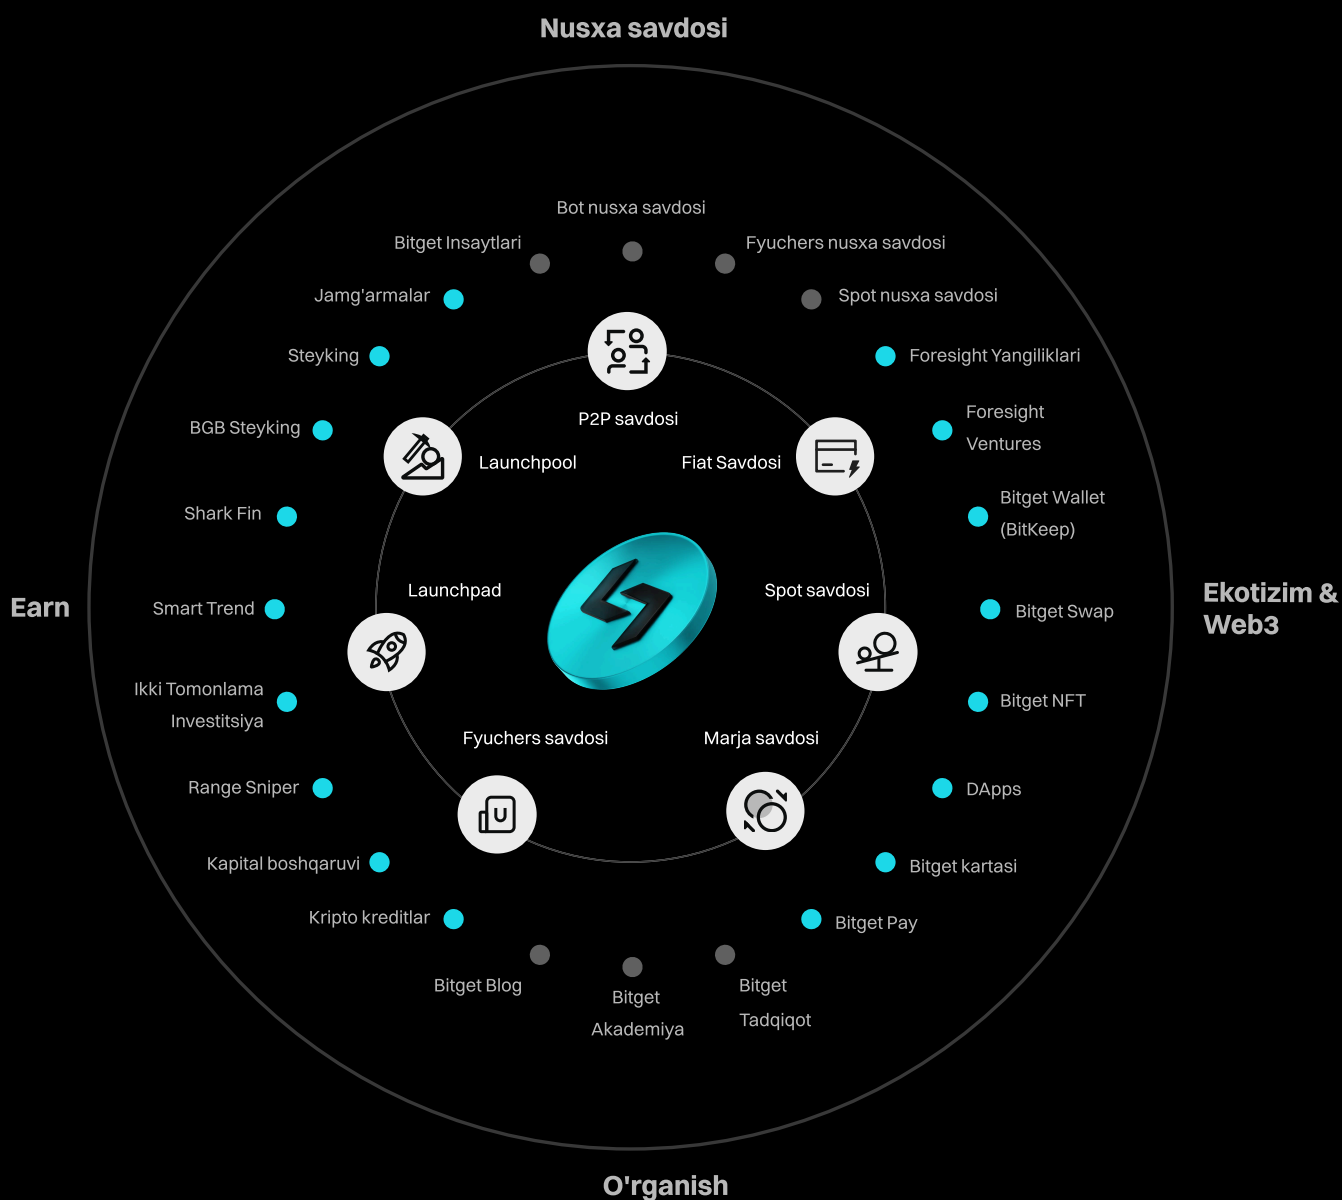 Nusxa savdosi
Bot nusxa savdosi
Bitget Insaytlari
Fyuchers nusxa savdosi
Jamg'armalar
Spot nusxa savdosi
Steyking
Foresight Yangiliklari
P2P savdosi
BGB Steyking
Foresight
Ventures
Launchpool
Fiat Savdosi
Shark Fin
Bitget Wallet
(BitKeep)
Launchpad
Spot savdosi
Earn
Smart Trend
Bitget Swap
Ekotizim &
Web3
Ikki Tomonlama
Investitsiya
Bitget NFT
Fyuchers savdosi
Marja savdosi
Range Sniper
DApps
U
Kapital boshqaruvi
Bitget kartasi
Kripto kreditlar
Bitget Pay
Bitget Blog
Bitget
Akademiya
Bitget
Tadqiqot
O'rganish